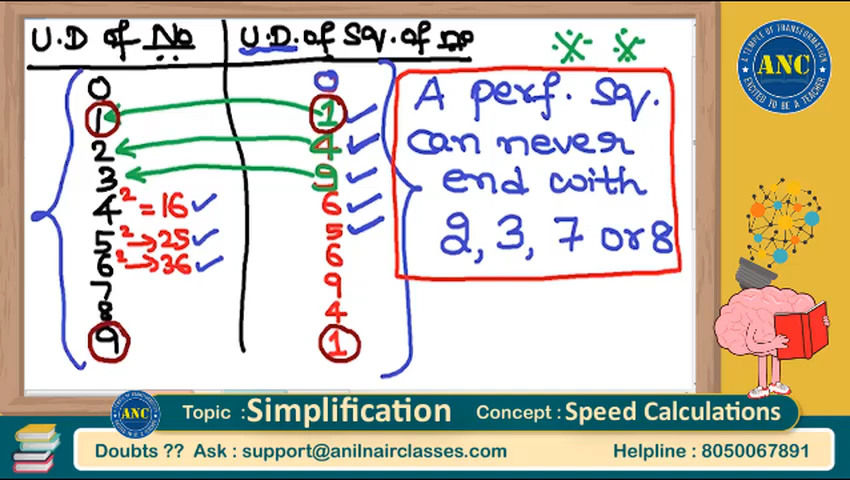 U.D of No
U.D. of Sq. of no
0 0
1 1
2 4
3 9
4² = 16 6
5² → 25 5
6² → 36 6
7 9
8 4
9 1
A perf. Sq.
can never
end with
2, 3, 7 or 8
A TEMPLE OF TRANSFORMATION
ANC
EXCITED TO BE A TEACHER
ANC
Topic : Simplification Concept : Speed Calculations
Doubts ?? Ask : support@anilnairclasses.com Helpline : 8050067891